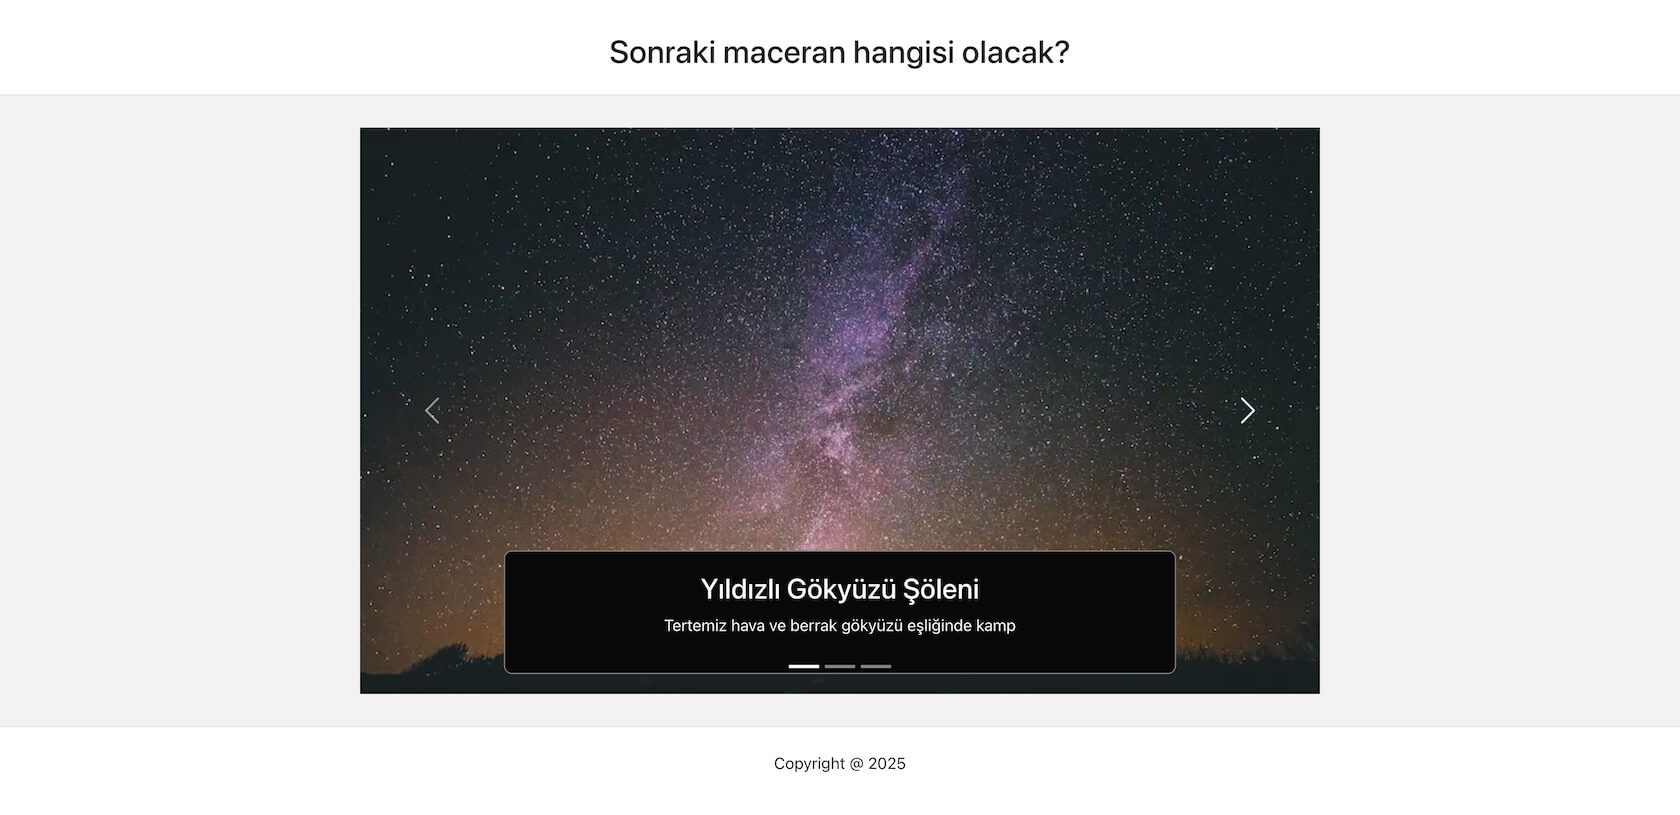 Sonraki maceran hangisi olacak?
Yıldızlı Gökyüzü Şöleni
Tertemiz hava ve berrak gökyüzü eşliğinde kamp
Copyright @ 2025